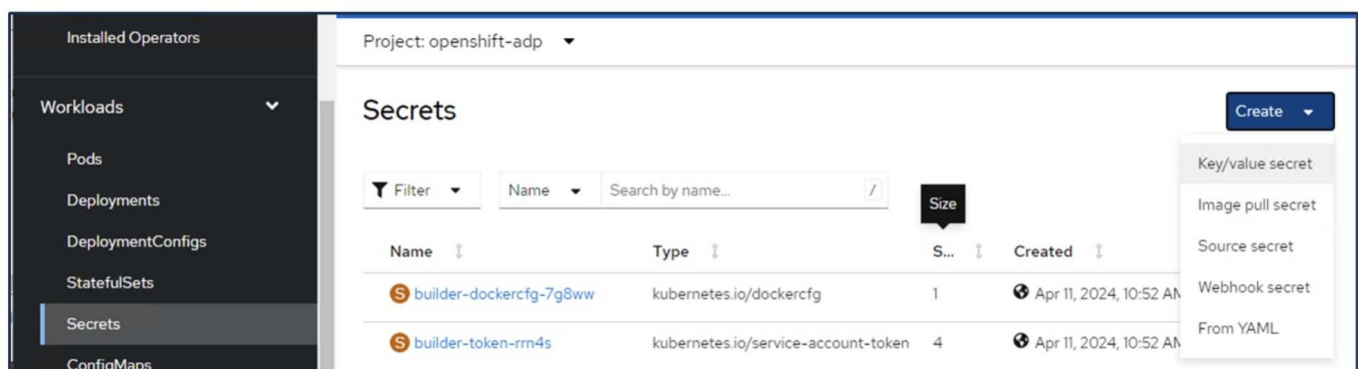 Installed Operators
Workloads
Pods
Deployments
DeploymentConfigs
StatefulSets
Secrets
ConfigMaps
Project: openshift-adp
Secrets
Create
Key/value secret
Image pull secret
Source secret
Webhook secret
From YAML
Filter Name Search by name... /
Size
Name Type S... Created
S builder-dockercfg-7g8ww kubernetes.io/dockercfg 1 Apr 11, 2024, 10:52 AM
S builder-token-rrn4s kubernetes.io/service-account-token 4 Apr 11, 2024, 10:52 AM